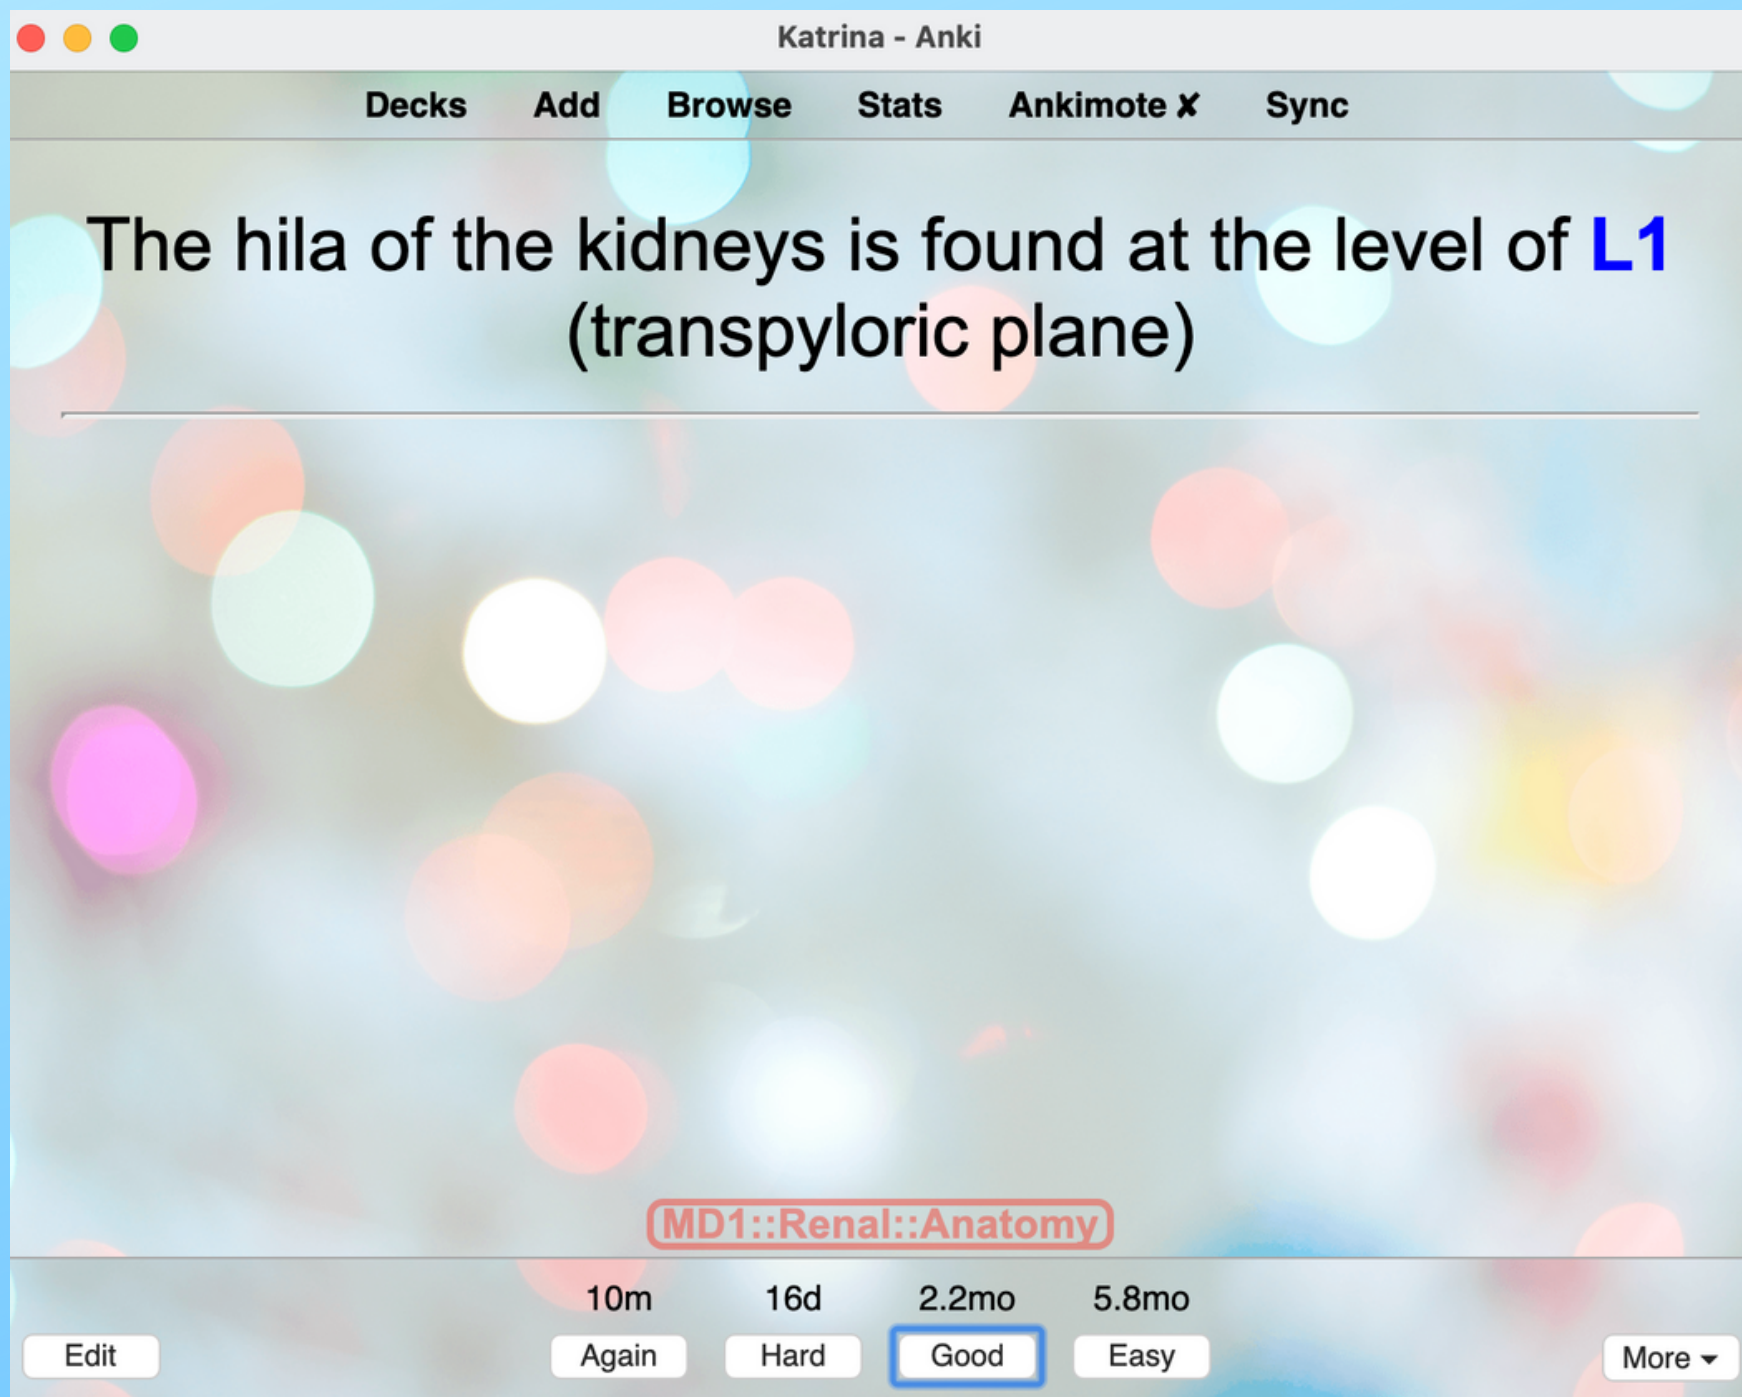 Katrina - Anki
Decks Add Browse Stats Ankimote ✘ Sync
The hila of the kidneys is found at the level of L1
(transpyloric plane)
MD1::Renal::Anatomy
10m 16d 2.2mo 5.8mo
Edit Again Hard Good Easy More